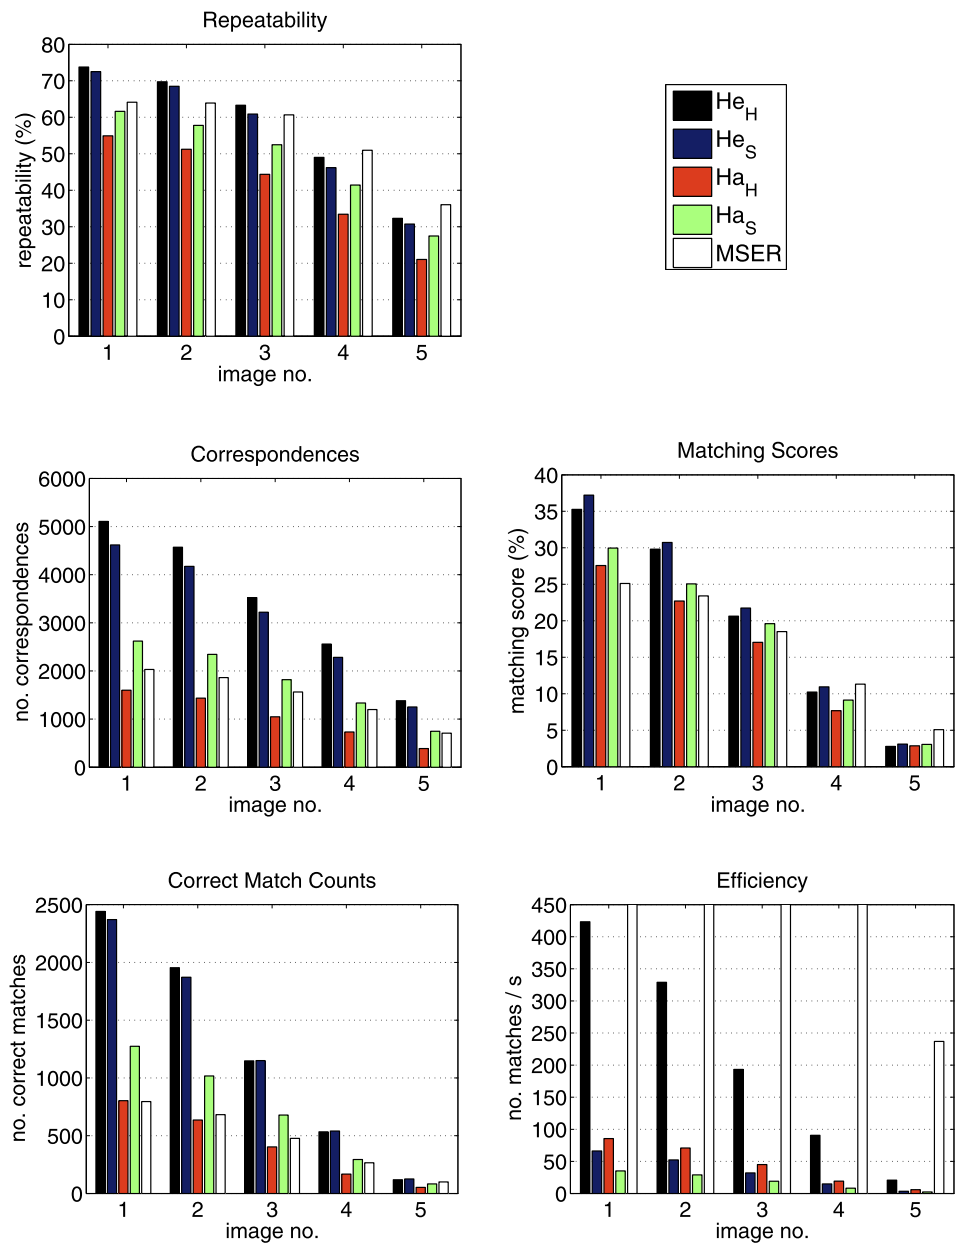 Repeatability
repeatability (%)
80
70
60
50
40
30
20
10
0
1 2 3 4 5
image no.
He H
He S
Ha H
Ha S
MSER
Correspondences
no. correspondences
6000
5000
4000
3000
2000
1000
0
1 2 3 4 5
image no.
Matching Scores
matching score (%)
40
35
30
25
20
15
10
5
0
1 2 3 4 5
image no.
Correct Match Counts
no. correct matches
2500
2000
1500
1000
500
0
1 2 3 4 5
image no.
Efficiency
no. matches / s
450
400
350
300
250
200
150
100
50
0
1 2 3 4 5
image no.